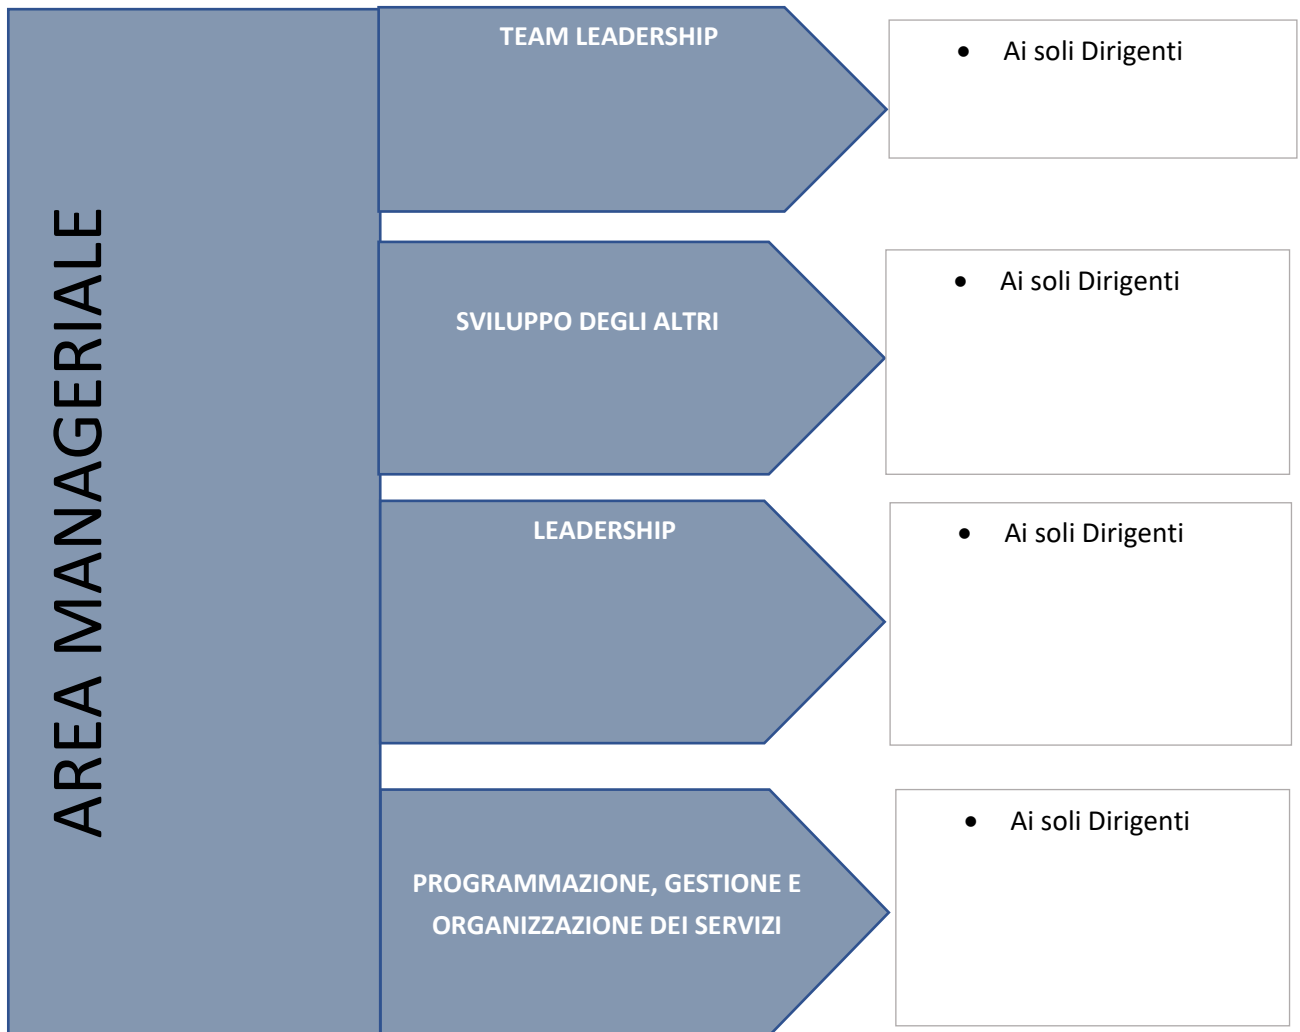 AREA MANAGERIALE
TEAM LEADERSHIP
• Ai soli Dirigenti
SVILUPPO DEGLI ALTRI
• Ai soli Dirigenti
LEADERSHIP
• Ai soli Dirigenti
PROGRAMMAZIONE, GESTIONE E
ORGANIZZAZIONE DEI SERVIZI
• Ai soli Dirigenti